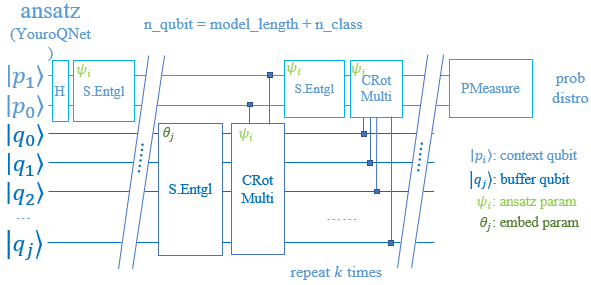 ansatz
(YouroQNet
)
n_qubit = model_length + n_class
|p₁⟩
|p₀⟩
|q₀⟩
|q₁⟩
|q₂⟩
...
|qⱼ⟩
H
ψᵢ
S.Entgl
θⱼ
S.Entgl
ψᵢ
CRot
Multi
ψᵢ
S.Entgl
ψᵢ
CRot
Multi
......
PMeasure
prob
distro
|pᵢ⟩: context qubit
|qⱼ⟩: buffer qubit
ψᵢ: ansatz param
θⱼ: embed param
repeat k times